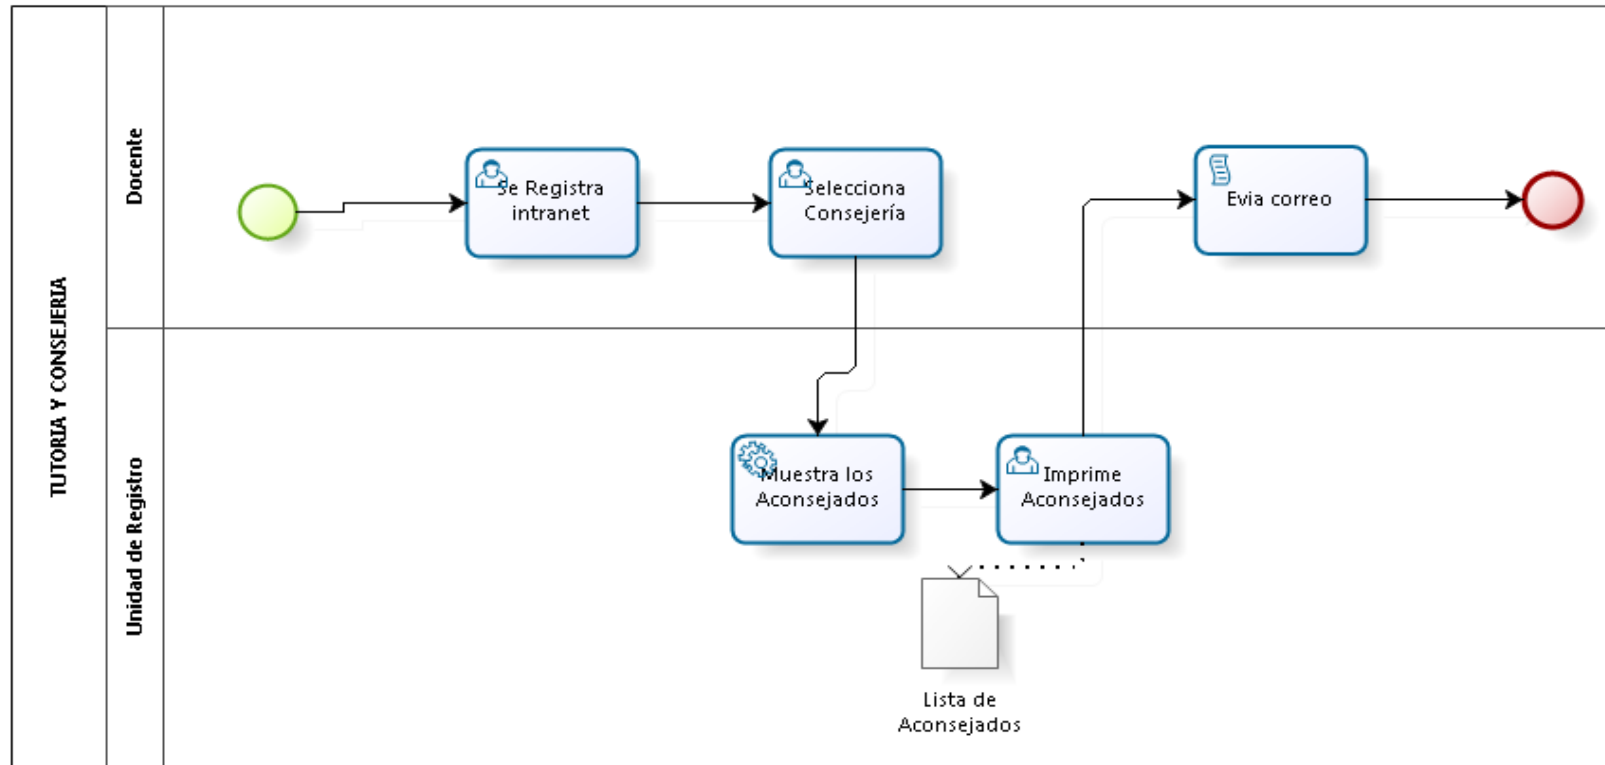 TUTORIA Y CONSEJERIA
Docente
Se Registra
intranet
Selecciona
Consejería
Evia correo
Unidad de Registro
Muestra los
Aconsejados
Imprime
Aconsejados
Lista de
Aconsejados